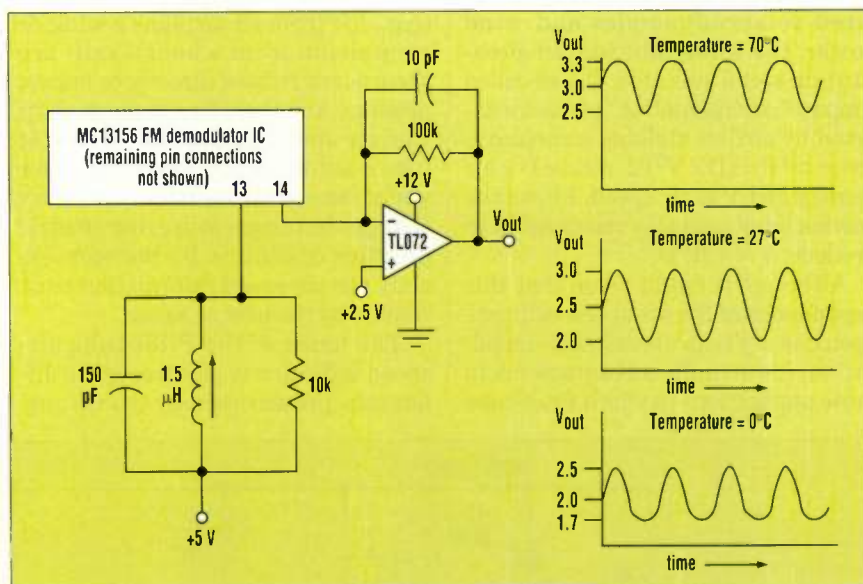 10 pF
100k
MC13156 FM demodulator IC
(remaining pin connections
not shown)
13
14
+12 V
–
TL072
+
Vout
+2.5 V
150
pF
1.5
µH
10k
+5 V
Vout
Temperature = 70°C
3.3
3.0
2.5
time
Vout
Temperature = 27°C
3.0
2.5
2.0
time
Vout
Temperature = 0°C
2.5
2.0
1.7
time